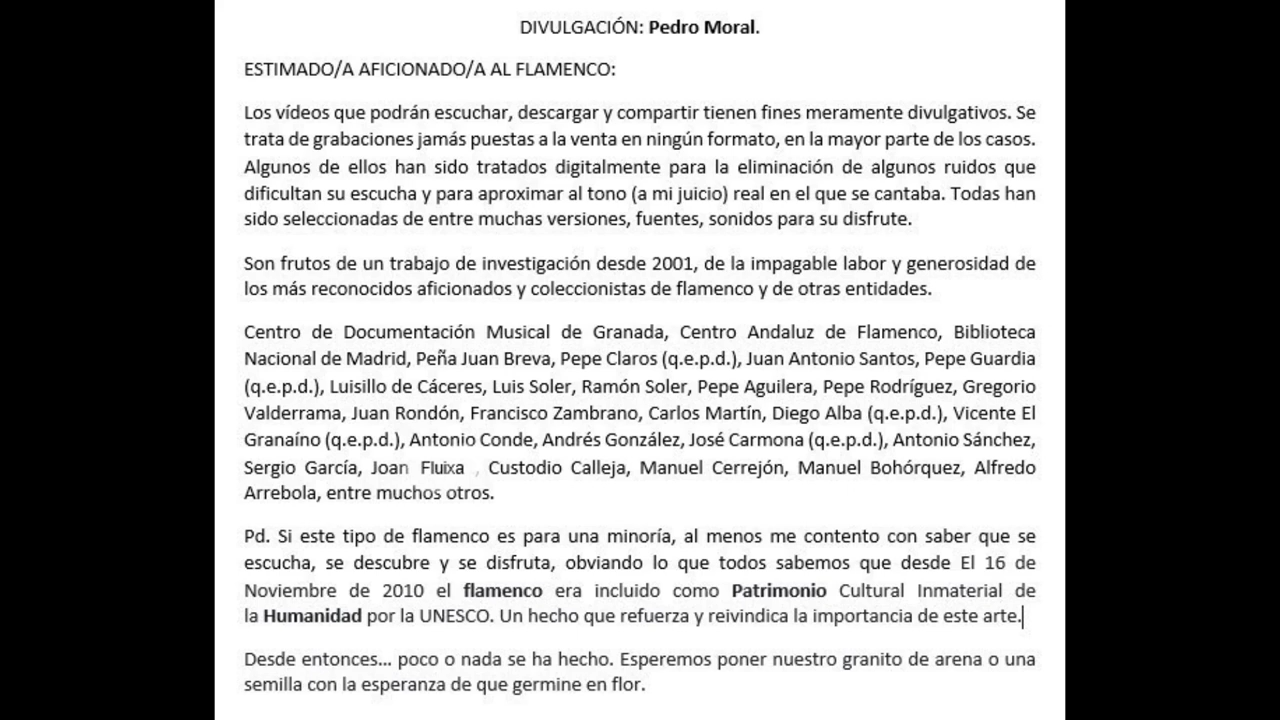 DIVULGACIÓN: Pedro Moral.
ESTIMADO/A AFICIONADO/A AL FLAMENCO:
Los vídeos que podrán escuchar, descargar y compartir tienen fines meramente divulgativos. Se
trata de grabaciones jamás puestas a la venta en ningún formato, en la mayor parte de los casos.
Algunos de ellos han sido tratados digitalmente para la eliminación de algunos ruidos que
dificultan su escucha y para aproximar al tono (a mi juicio) real en el que se cantaba. Todas han
sido seleccionadas de entre muchas versiones, fuentes, sonidos para su disfrute.
Son frutos de un trabajo de investigación desde 2001, de la impagable labor y generosidad de
los más reconocidos aficionados y coleccionistas de flamenco y de otras entidades.
Centro de Documentación Musical de Granada, Centro Andaluz de Flamenco, Biblioteca
Nacional de Madrid, Peña Juan Breva, Pepe Claros (q.e.p.d.), Juan Antonio Santos, Pepe Guardia
(q.e.p.d.), Luisillo de Cáceres, Luis Soler, Ramón Soler, Pepe Aguilera, Pepe Rodríguez, Gregorio
Valderrama, Juan Rondón, Francisco Zambrano, Carlos Martín, Diego Alba (q.e.p.d.), Vicente El
Granaíno (q.e.p.d.), Antonio Conde, Andrés González, José Carmona (q.e.p.d.), Antonio Sánchez,
Sergio García, Joan Fluixa , Custodio Calleja, Manuel Cerrejón, Manuel Bohórquez, Alfredo
Arrebola, entre muchos otros.
Pd. Si este tipo de flamenco es para una minoría, al menos me contento con saber que se
escucha, se descubre y se disfruta, obviando lo que todos sabemos que desde El 16 de
Noviembre de 2010 el flamenco era incluido como Patrimonio Cultural Inmaterial de
la Humanidad por la UNESCO. Un hecho que refuerza y reivindica la importancia de este arte.
Desde entonces... poco o nada se ha hecho. Esperemos poner nuestro granito de arena o una
semilla con la esperanza de que germine en flor.